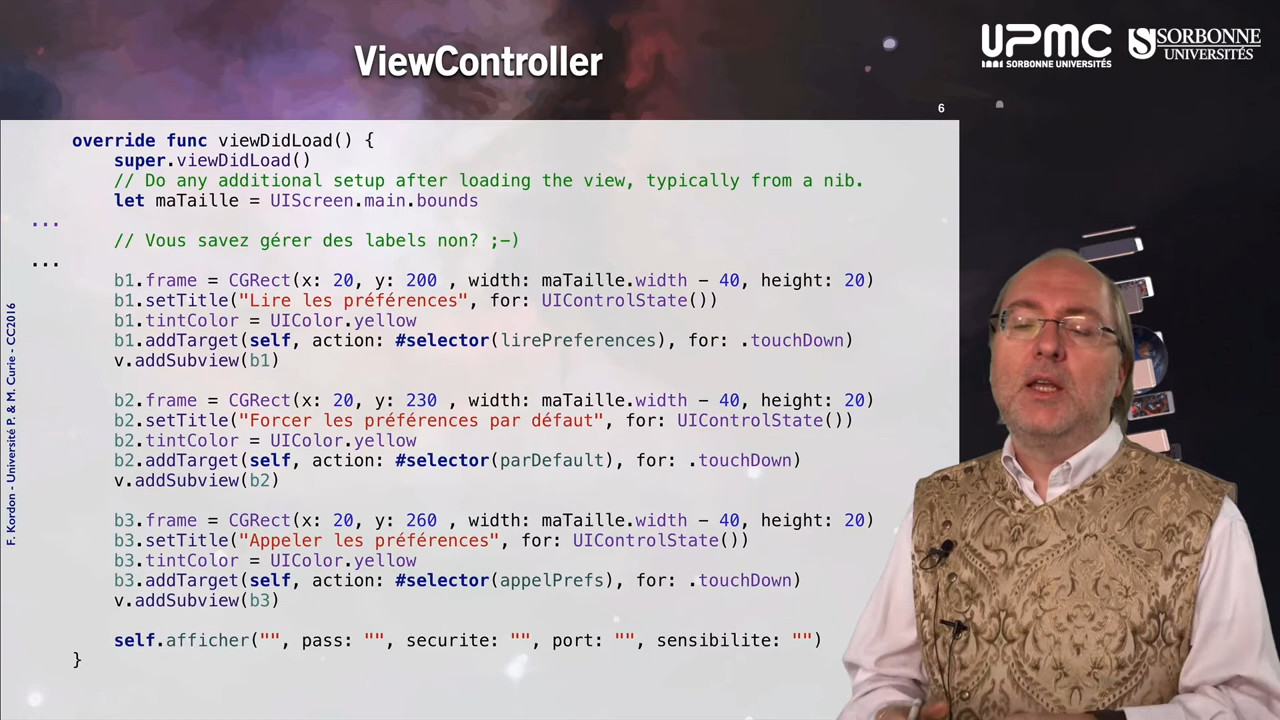 ViewController
UPMC
SORBONNE UNIVERSITÉS
SORBONNE
UNIVERSITÉS
6
override func viewDidLoad() {
super.viewDidLoad()
// Do any additional setup after loading the view, typically from a nib.
let maTaille = UIScreen.main.bounds
...
// Vous savez gérer des labels non? ;-)
...
b1.frame = CGRect(x: 20, y: 200 , width: maTaille.width - 40, height: 20)
b1.setTitle("Lire les préférences", for: UIControlState())
b1.tintColor = UIColor.yellow
b1.addTarget(self, action: #selector(lirePreferences), for: .touchDown)
v.addSubview(b1)
b2.frame = CGRect(x: 20, y: 230 , width: maTaille.width - 40, height: 20)
b2.setTitle("Forcer les préférences par défaut", for: UIControlState())
b2.tintColor = UIColor.yellow
b2.addTarget(self, action: #selector(parDefault), for: .touchDown)
v.addSubview(b2)
b3.frame = CGRect(x: 20, y: 260 , width: maTaille.width - 40, height: 20)
b3.setTitle("Appeler les préférences", for: UIControlState())
b3.tintColor = UIColor.yellow
b3.addTarget(self, action: #selector(appelPrefs), for: .touchDown)
v.addSubview(b3)
self.afficher("", pass: "", securite: "", port: "", sensibilite: "")
}
F. Kordon - Université P. & M. Curie - CC2016